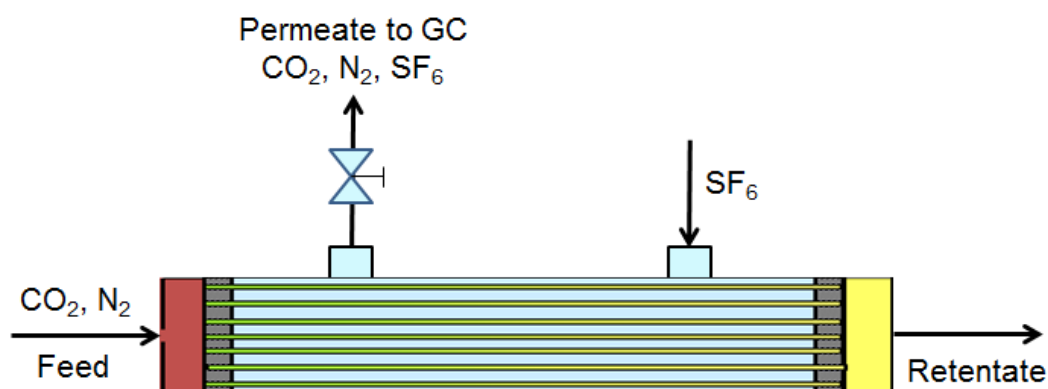 Permeate to GC
CO₂, N₂, SF₆
SF₆
CO₂, N₂
Feed
Retentate